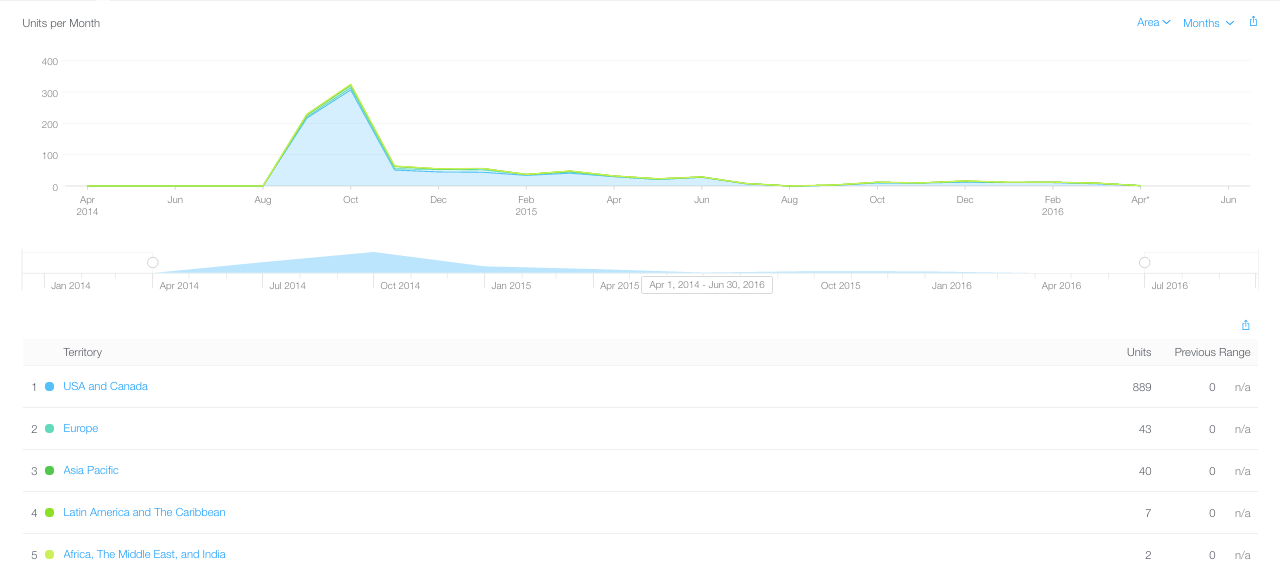 Units per Month
Area Months
400
300
200
100
0
Apr Jun Aug Oct Dec Feb Apr Jun Aug Oct Dec Feb Apr* Jun
2014 2015 2016
Jan 2014 Apr 2014 Jul 2014 Oct 2014 Jan 2015 Apr 2015 Apr 1, 2014 - Jun 30, 2016 Oct 2015 Jan 2016 Apr 2016 Jul 2016
Territory Units Previous Range
1 USA and Canada 889 0 n/a
2 Europe 43 0 n/a
3 Asia Pacific 40 0 n/a
4 Latin America and The Caribbean 7 0 n/a
5 Africa, The Middle East, and India 2 0 n/a